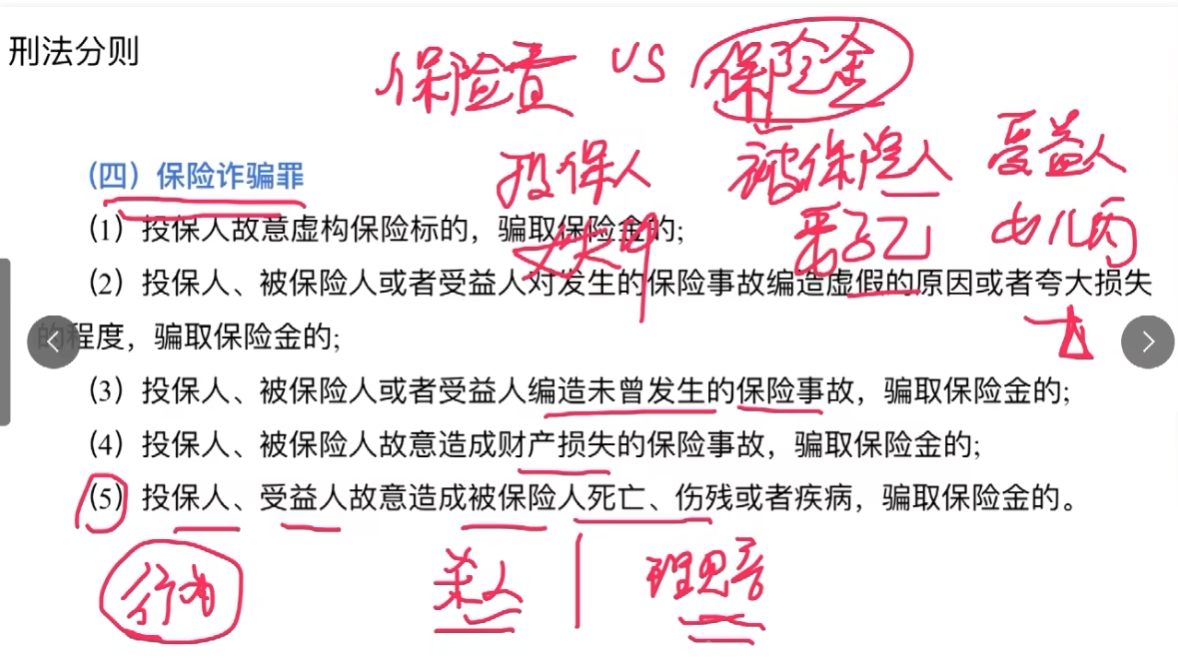 刑法分则
保险费 VS 保险金
投保人 被保险人 受益人
(四)保险诈骗罪
丈夫甲 妻子乙 女儿丙
(1)投保人故意虚构保险标的，骗取保险金的;
(2)投保人、被保险人或者受益人对发生的保险事故编造虚假的原因或者夸大损失
的程度，骗取保险金的;
(3)投保人、被保险人或者受益人编造未曾发生的保险事故，骗取保险金的;
(4)投保人、被保险人故意造成财产损失的保险事故，骗取保险金的;
(5)投保人、受益人故意造成被保险人死亡、伤残或者疾病，骗取保险金的。
行为 杀人